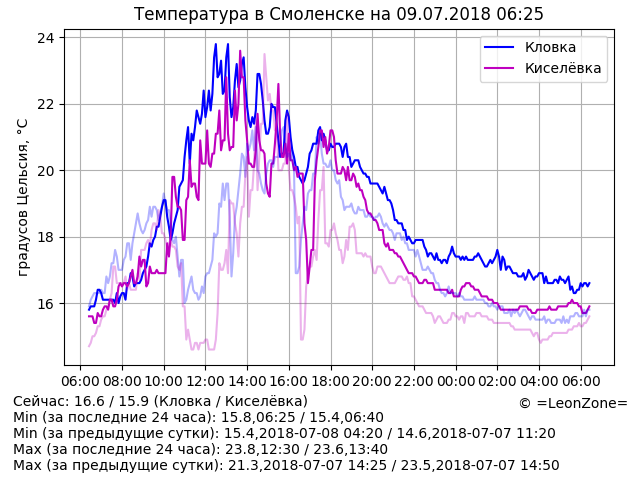 Температура в Смоленске на 09.07.2018 06:25
24
22
20
18
16
градусов Цельсия, °C
Кловка
Киселёвка
06:00 08:00 10:00 12:00 14:00 16:00 18:00 20:00 22:00 00:00 02:00 04:00 06:00
Сейчас: 16.6 / 15.9 (Кловка / Киселёвка)
© =LeonZone=
Min (за последние 24 часа): 15.8,06:25 / 15.4,06:40
Min (за предыдущие сутки): 15.4,2018-07-08 04:20 / 14.6,2018-07-07 11:20
Max (за последние 24 часа): 23.8,12:30 / 23.6,13:40
Max (за предыдущие сутки): 21.3,2018-07-07 14:25 / 23.5,2018-07-07 14:50